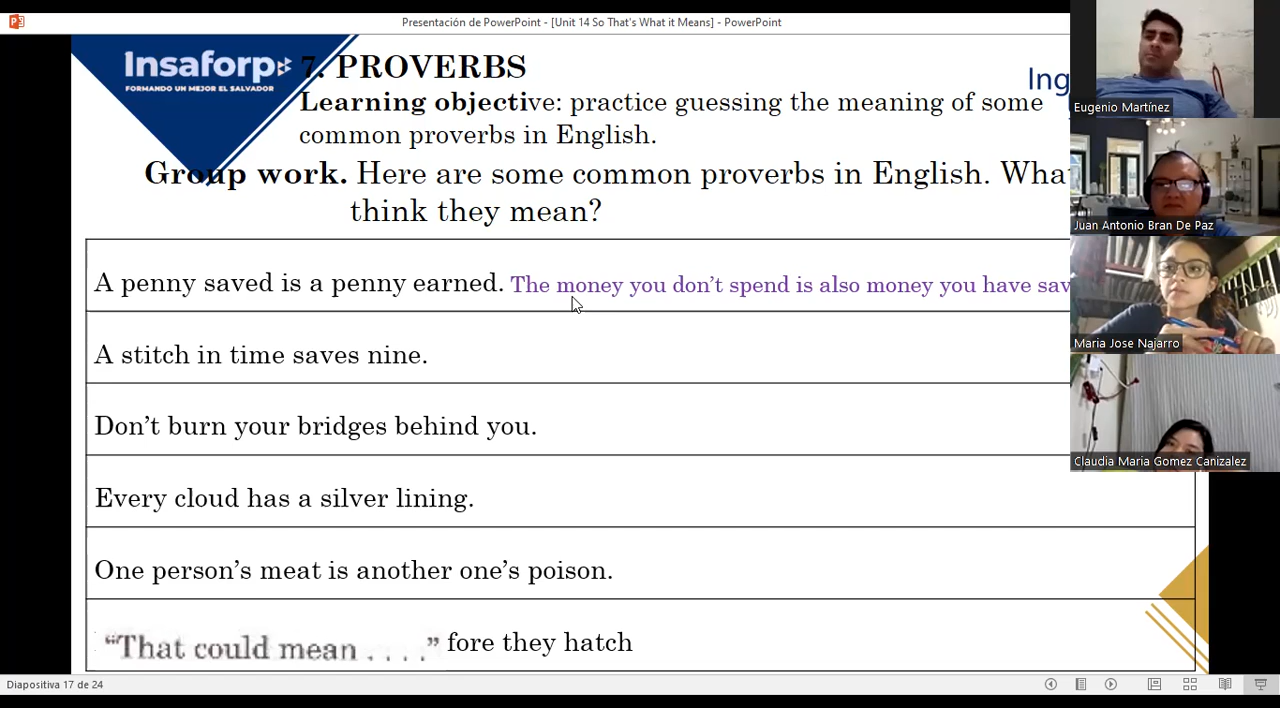 Presentación de PowerPoint - [Unit 14 So That's What it Means] - PowerPoint
Insaforp
FORMANDO UN MEJOR EL SALVADOR
7. PROVERBS
Ing
Learning objective: practice guessing the meaning of some
common proverbs in English.
Group work. Here are some common proverbs in English. Wha
think they mean?
A penny saved is a penny earned. The money you don't spend is also money you have sav
A stitch in time saves nine.
Don't burn your bridges behind you.
Every cloud has a silver lining.
One person's meat is another one's poison.
"That could mean . . . ." fore they hatch
Diapositiva 17 de 24
Eugenio Martínez
Juan Antonio Bran De Paz
Maria Jose Najarro
Claudia Maria Gomez Canizalez